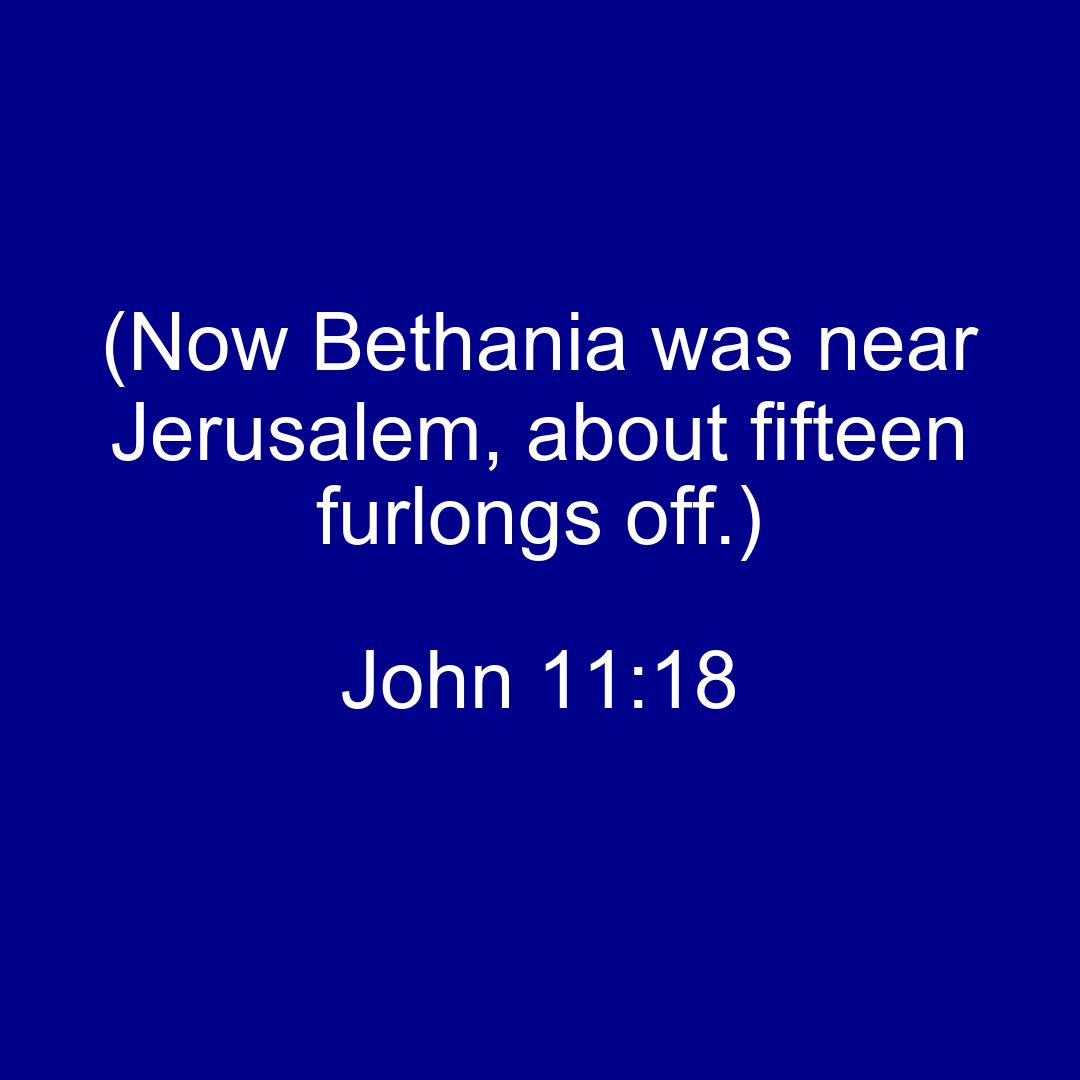 (Now Bethania was near
Jerusalem, about fifteen
furlongs off.)
John 11:18